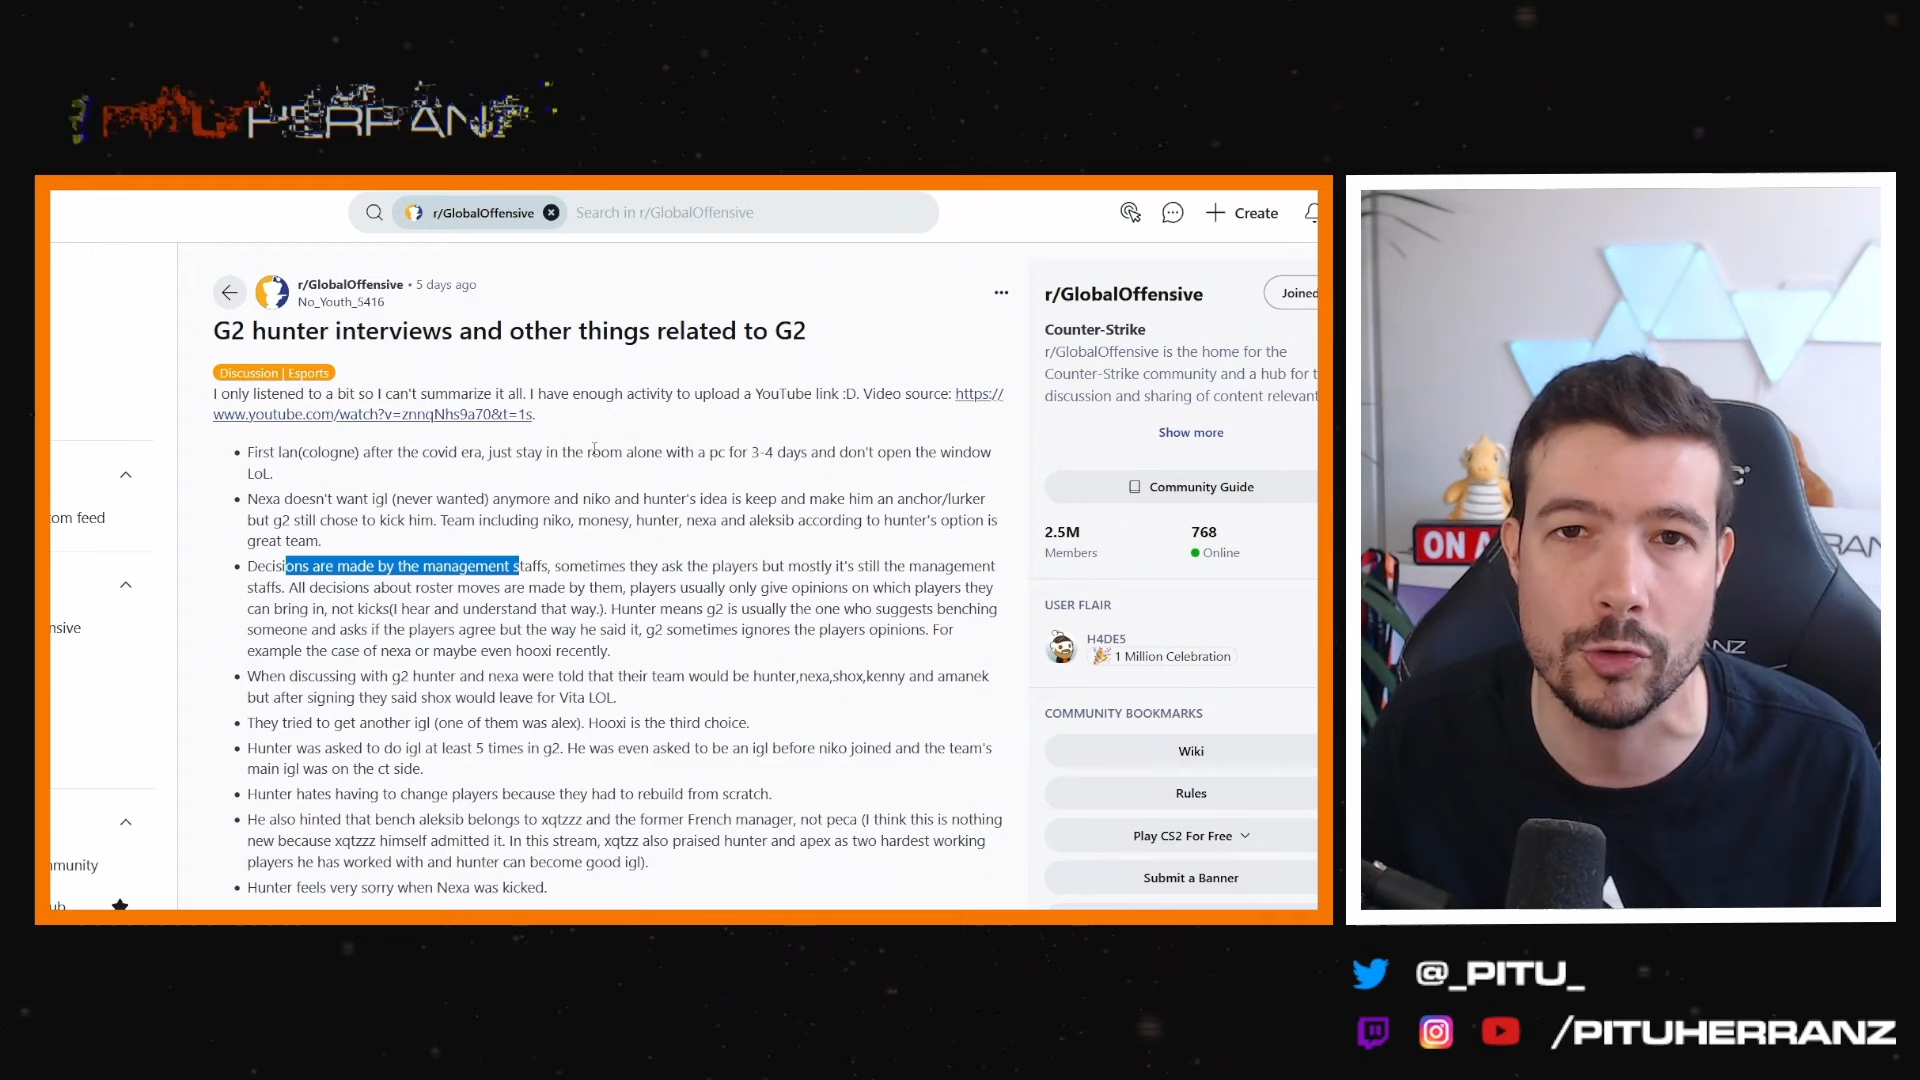 PITU HERRANZ
r/GlobalOffensive
Search in r/GlobalOffensive
Create
r/GlobalOffensive • 5 days ago
No_Youth_5416
G2 hunter interviews and other things related to G2
Discussion | Esports
I only listened to a bit so I can't summarize it all. I have enough activity to upload a YouTube link :D. Video source: https://
www.youtube.com/watch?v=znnqNhs9a70&t=1s.
• First lan(cologne) after the covid era, just stay in the room alone with a pc for 3-4 days and don't open the window
LoL.
• Nexa doesn't want igl (never wanted) anymore and niko and hunter's idea is keep and make him an anchor/lurker
but g2 still chose to kick him. Team including niko, monesy, hunter, nexa and aleksib according to hunter's option is
great team.
• Decisions are made by the management staffs, sometimes they ask the players but mostly it's still the management
staffs. All decisions about roster moves are made by them, players usually only give opinions on which players they
can bring in, not kicks(I hear and understand that way.). Hunter means g2 is usually the one who suggests benching
someone and asks if the players agree but the way he said it, g2 sometimes ignores the players opinions. For
example the case of nexa or maybe even hooxi recently.
• When discussing with g2 hunter and nexa were told that their team would be hunter,nexa,shox,kenny and amanek
but after signing they said shox would leave for Vita LOL.
• They tried to get another igl (one of them was alex). Hooxi is the third choice.
• Hunter was asked to do igl at least 5 times in g2. He was even asked to be an igl before niko joined and the team's
main igl was on the ct side.
• Hunter hates having to change players because they had to rebuild from scratch.
• He also hinted that bench aleksib belongs to xqtzzz and the former French manager, not peca (I think this is nothing
new because xqtzzz himself admitted it. In this stream, xqtzz also praised hunter and apex as two hardest working
players he has worked with and hunter can become good igl).
• Hunter feels very sorry when Nexa was kicked.
om feed
nsive
munity
ub
r/GlobalOffensive
Joined
Counter-Strike
r/GlobalOffensive is the home for the
Counter-Strike community and a hub for t
discussion and sharing of content relevant
Show more
Community Guide
2.5M 768
Members Online
USER FLAIR
H4DE5
1 Million Celebration
COMMUNITY BOOKMARKS
Wiki
Rules
Play CS2 For Free
Submit a Banner
ON A
@_PITU_
/PITUHERRANZ